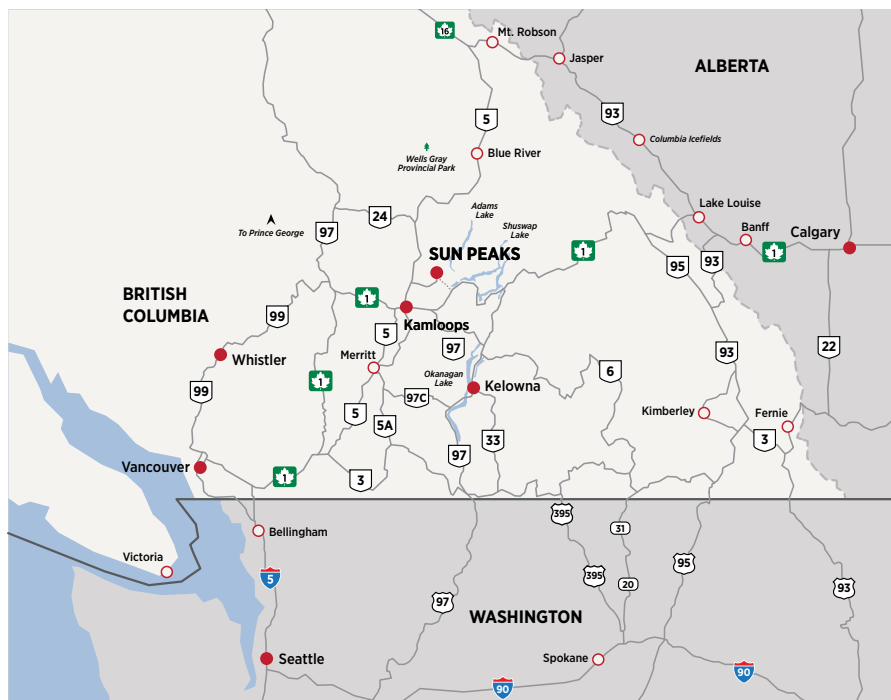 16
Mt. Robson
Jasper
ALBERTA
93
5
Columbia Icefields
Wells Gray
Provincial Park
Blue River
Adams
Lake
Lake Louise
24
Shuswap
Lake
To Prince George
97
Banff
Calgary
1
1
SUN PEAKS
95
93
BRITISH
COLUMBIA
1
99
Kamloops
5
97
22
Whistler
Merritt
93
1
Okanagan
Lake
6
99
Kelowna
97C
5
5A
Kimberley
Fernie
33
3
97
Vancouver
1
3
395
31
Bellingham
Victoria
95
5
395
20
93
97
WASHINGTON
Seattle
Spokane
90
90